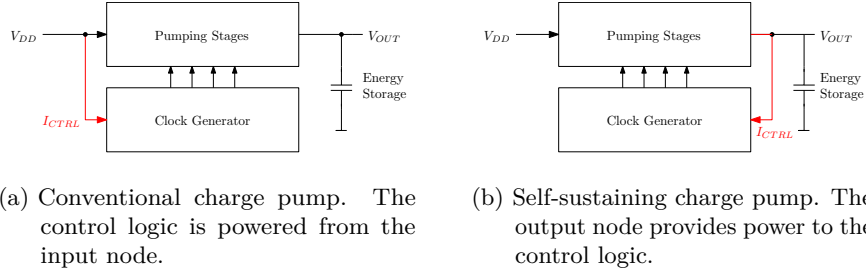 V_DD
Pumping Stages
V_OUT
Energy
Storage
I_CTRL
Clock Generator
(a) Conventional charge pump. The
control logic is powered from the
input node.
V_DD
Pumping Stages
V_OUT
Energy
Storage
Clock Generator
I_CTRL
(b) Self-sustaining charge pump. The
output node provides power to the
control logic.